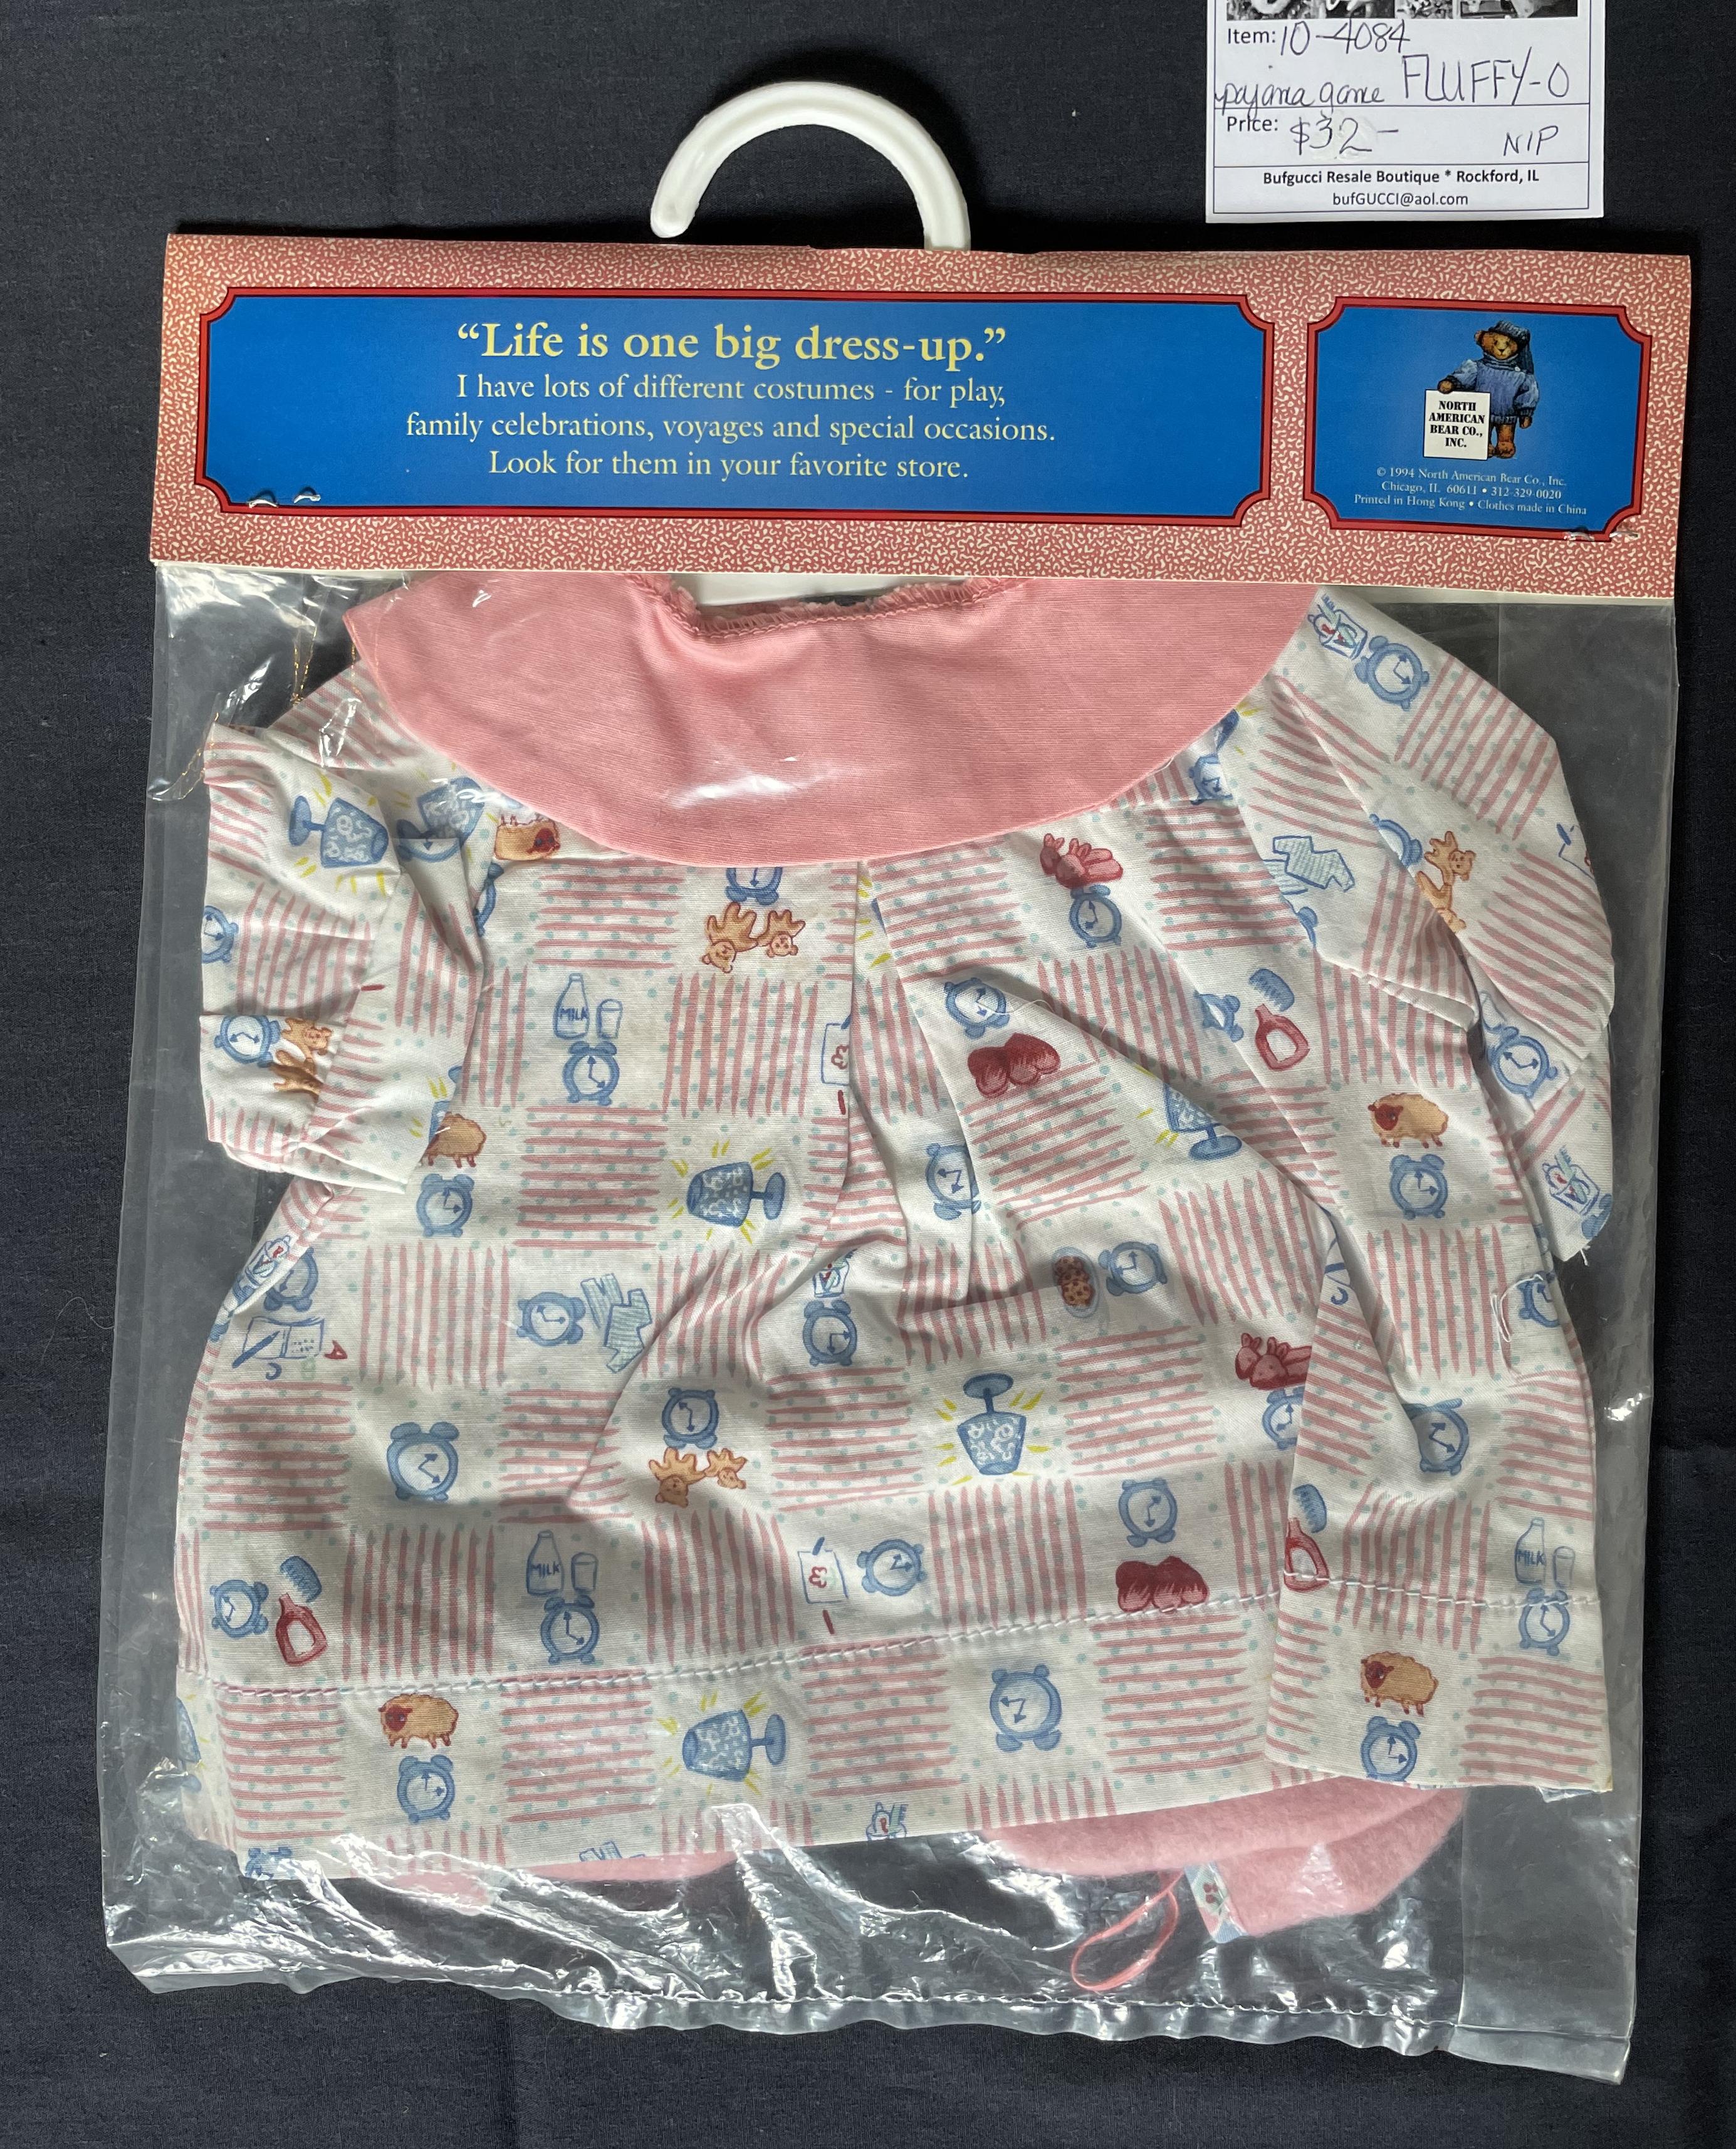 Item: 10-4084
pajama game FLUFFY-O
Price: $32- NIP
Bufgucci Resale Boutique * Rockford, IL
bufGUCCI@aol.com
“Life is one big dress-up.”
I have lots of different costumes - for play,
family celebrations, voyages and special occasions.
Look for them in your favorite store.
NORTH
AMERICAN
BEAR CO.,
INC.
© 1994 North American Bear Co., Inc.
Chicago, IL 60611 • 312-329-0020
Printed in Hong Kong • Clothes made in China
MILK
MILK
MILK